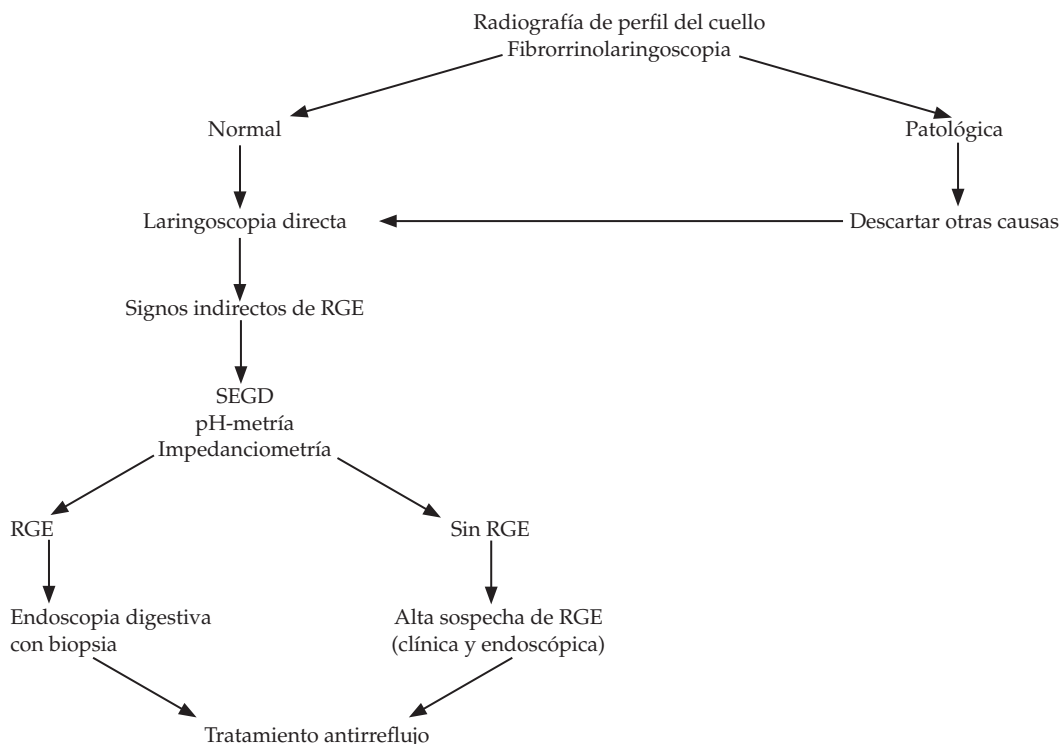 Radiografía de perfil del cuello
Fibrorrinolaringoscopia
Normal
Patológica
Laringoscopia directa
Descartar otras causas
Signos indirectos de RGE
SEGD
pH-metría
Impedanciometría
RGE
Sin RGE
Endoscopia digestiva
con biopsia
Alta sospecha de RGE
(clínica y endoscópica)
Tratamiento antirreflujo